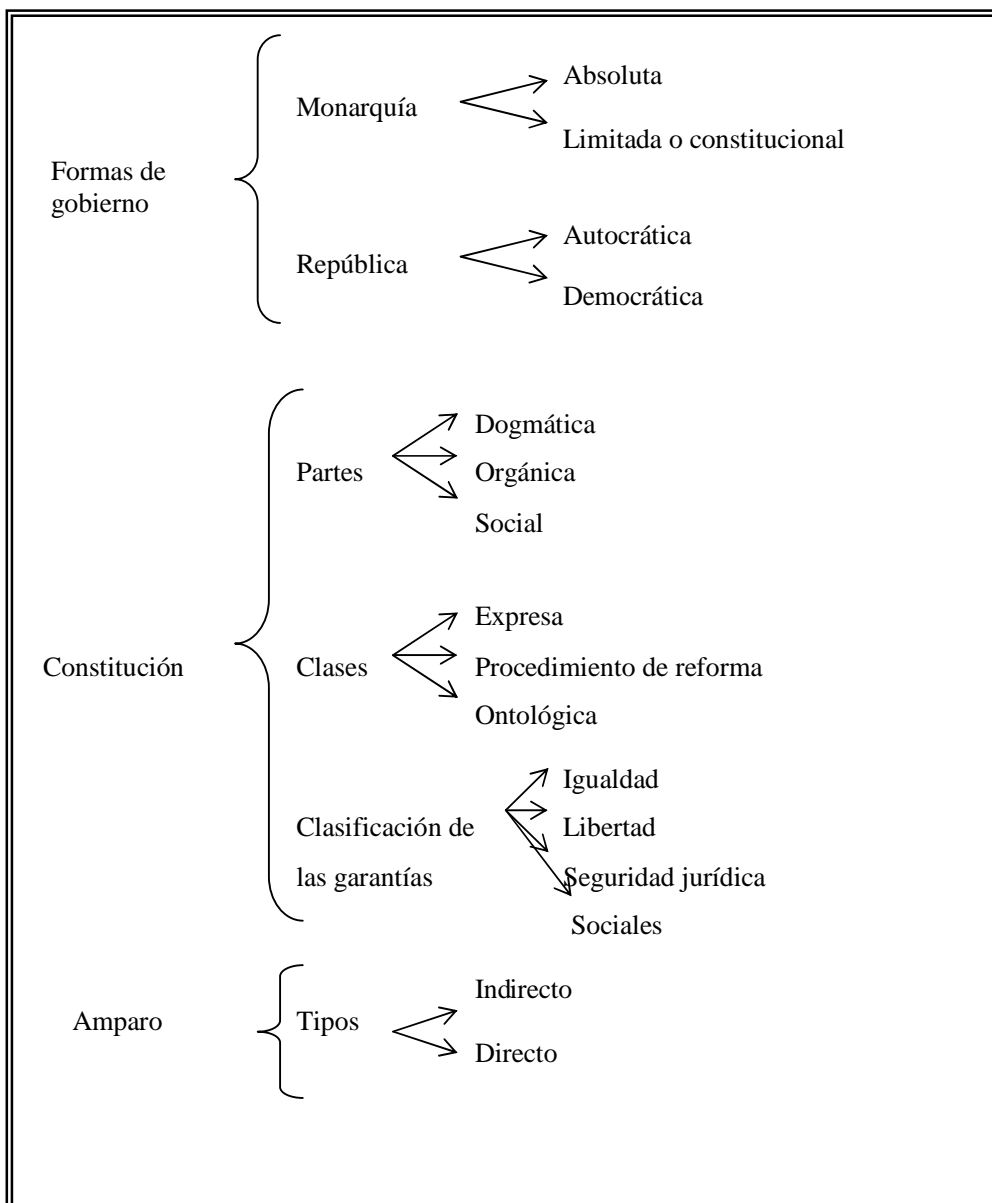 Formas de
gobierno
Monarquía
Absoluta
Limitada o constitucional
República
Autocrática
Democrática
Constitución
Partes
Dogmática
Orgánica
Social
Clases
Expresa
Procedimiento de reforma
Ontológica
Clasificación de
las garantías
Igualdad
Libertad
Seguridad jurídica
Sociales
Amparo
Tipos
Indirecto
Directo